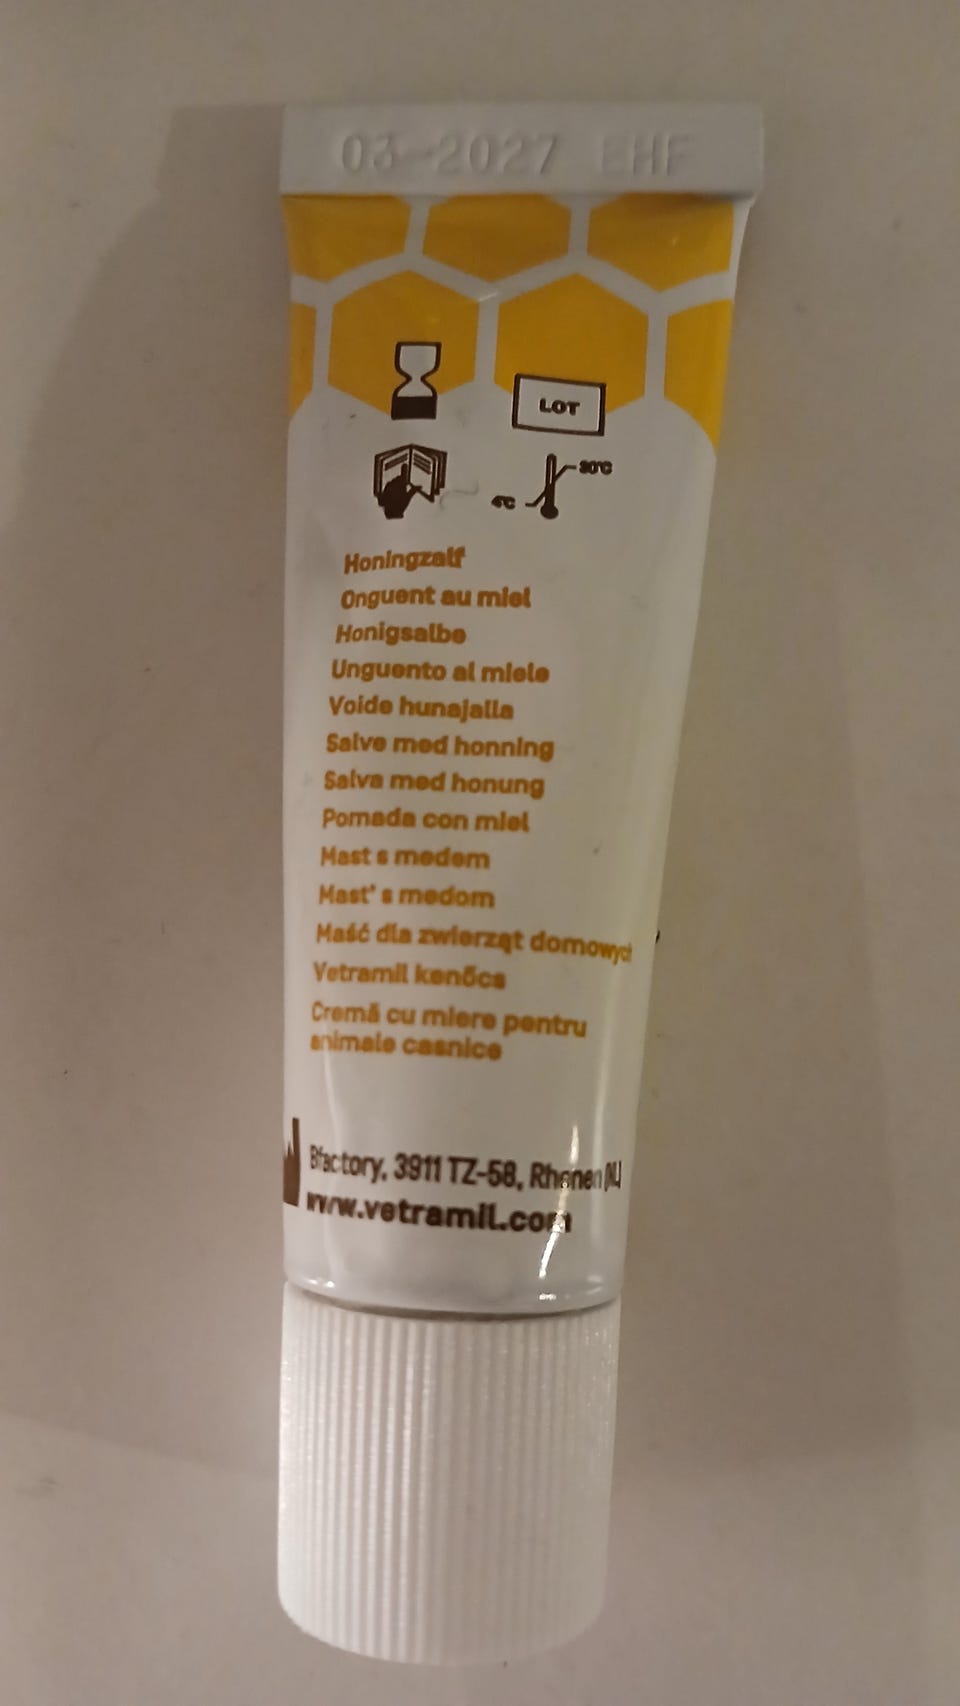 03-2027 EHF
LOT
30°C
4°C
Honingzalf
Onguent au miel
Honigsalbe
Unguento al miele
Voide hunajalla
Salve med honning
Salva med honung
Pomada con miel
Mast s medem
Masť s medom
Maść dla zwierząt domowych
Vetramil kenőcs
Cremă cu miere pentru
animale casnice
Bfactory, 3911 TZ-58, Rhenen (NL)
www.vetramil.com